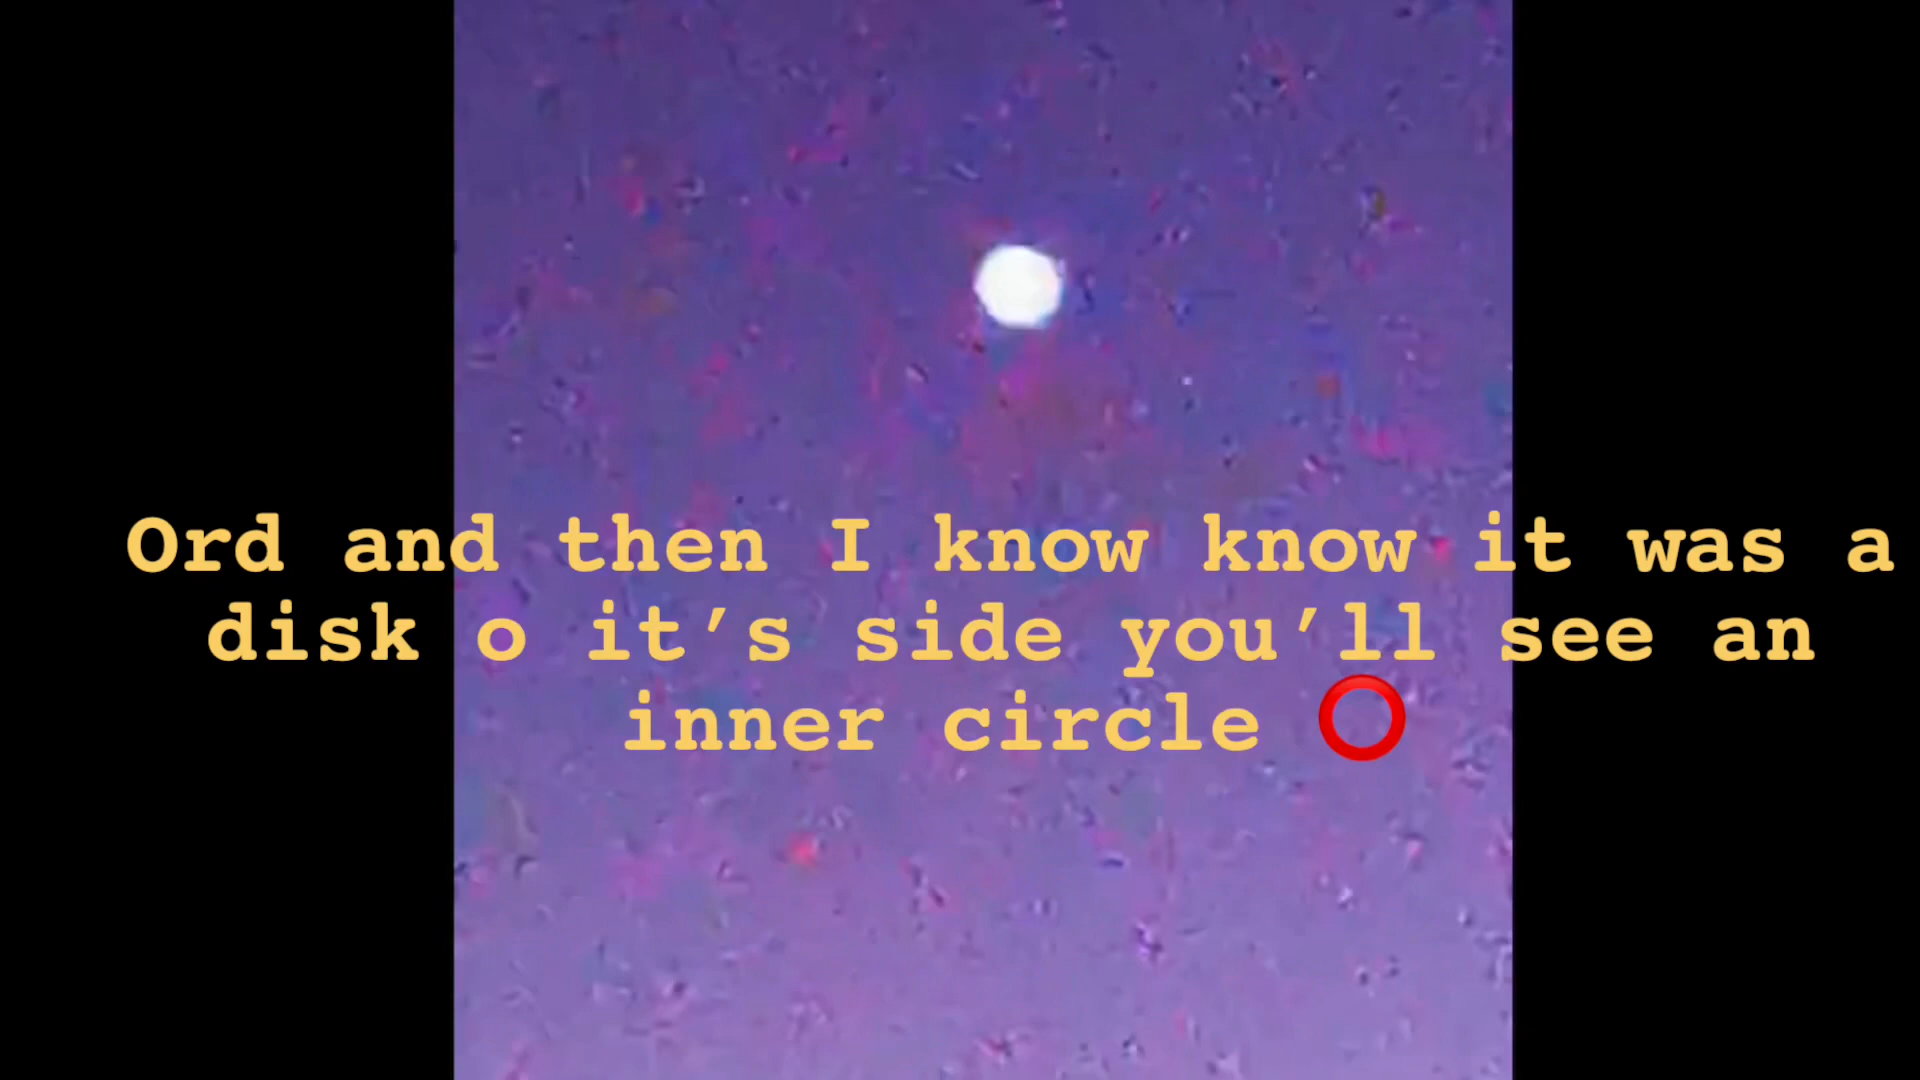 Ord and then I know know it was a
disk o it’s side you’ll see an
inner circle ⭕